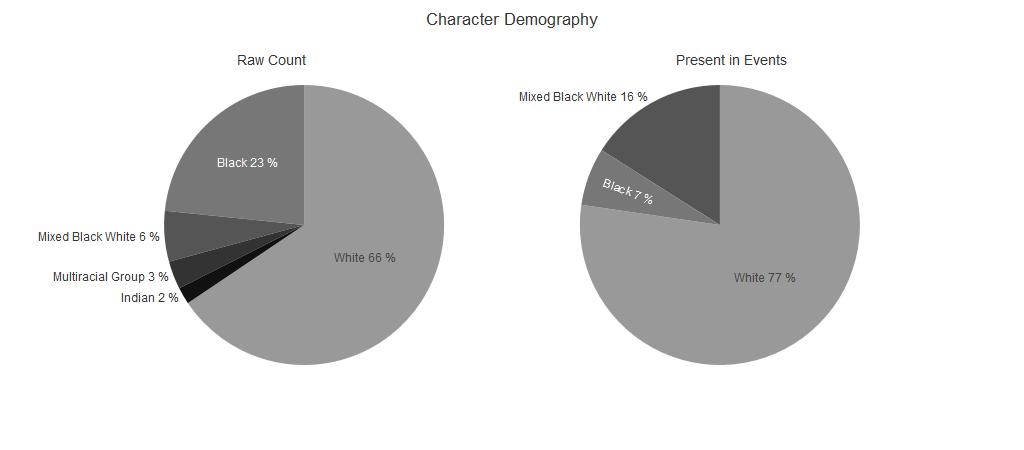 Character Demography
Raw Count
Black 23 %
Mixed Black White 6 %
White 66 %
Multiracial Group 3 %
Indian 2 %
Present in Events
Mixed Black White 16 %
Black 7 %
White 77 %